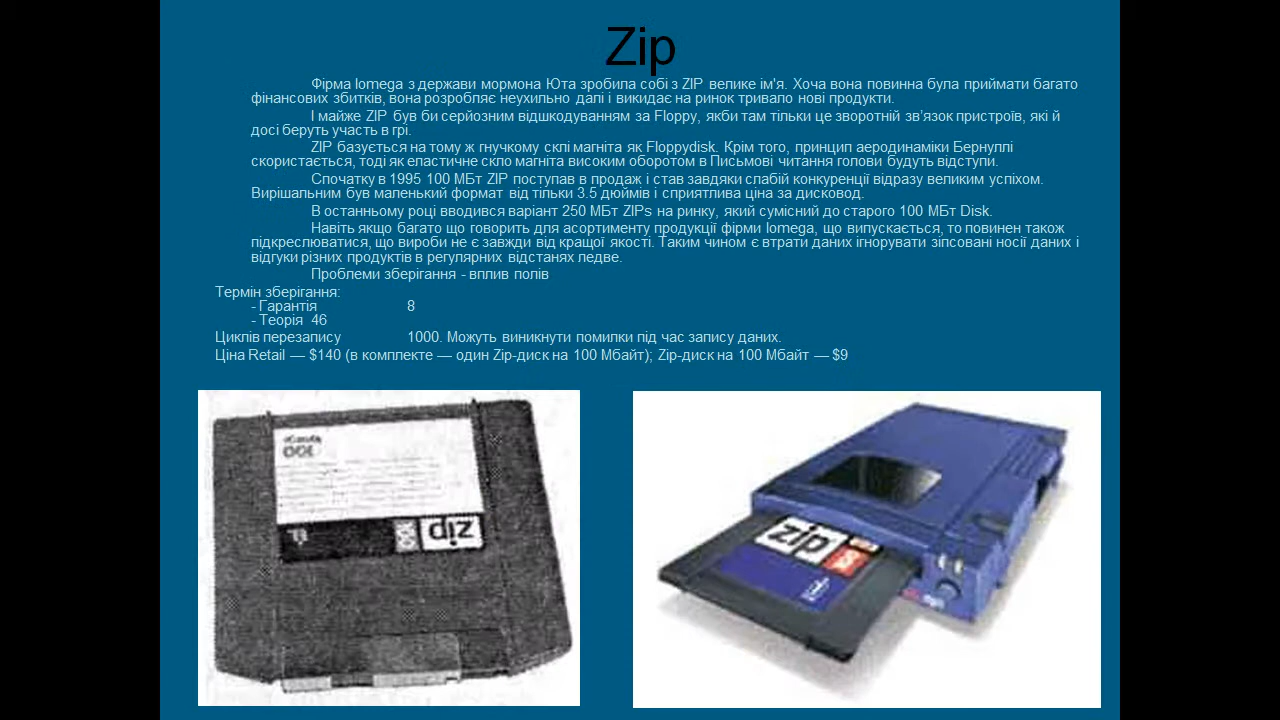 Zip
Фірма Iomega з держави мормона Юта зробила собі з ZIP велике ім'я. Хоча вона повинна була приймати багато
фінансових збитків, вона розробляє неухильно далі і викидає на ринок тривало нові продукти.
І майже ZIP був би серйозним відшкодуванням за Floppy, якби там тільки це зворотній зв'язок пристроїв, які й
досі беруть участь в грі.
ZIP базується на тому ж гнучкому склі магніта як Floppydisk. Крім того, принцип аеродинаміки Бернуллі
скористається, тоді як еластичне скло магніта високим оборотом в Письмові читання голови будуть відступи.
Спочатку в 1995 100 МБт ZIP поступав в продаж і став завдяки слабій конкуренції відразу великим успіхом.
Вирішальним був маленький формат від тільки 3.5 дюймів і сприятлива ціна за дисковод.
В останньому році вводився варіант 250 МБт ZIPs на ринку, який сумісний до старого 100 МБт Disk.
Навіть якщо багато що говорить для асортименту продукції фірми Iomega, що випускається, то повинен також
підкреслюватися, що вироби не є завжди від кращої якості. Таким чином є втрати даних ігнорувати зіпсовані носії даних і
відгуки різних продуктів в регулярних відстанях ледве.
Проблеми зберігання - вплив полів
Термін зберігання:
- Гарантія 8
- Теорія 46
Циклів перезапису 1000. Можуть виникнути помилки під час запису даних.
Ціна Retail — $140 (в комплекте — один Zip-диск на 100 Мбайт); Zip-диск на 100 Мбайт — $9
100
zip
100
zip
100